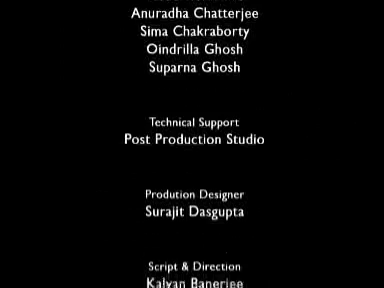 Anuradha Chatterjee
Sima Chakraborty
Oindrilla Ghosh
Suparna Ghosh
Technical Support
Post Production Studio
Prodution Designer
Surajit Dasgupta
Script & Direction
Kalyan Banerjee